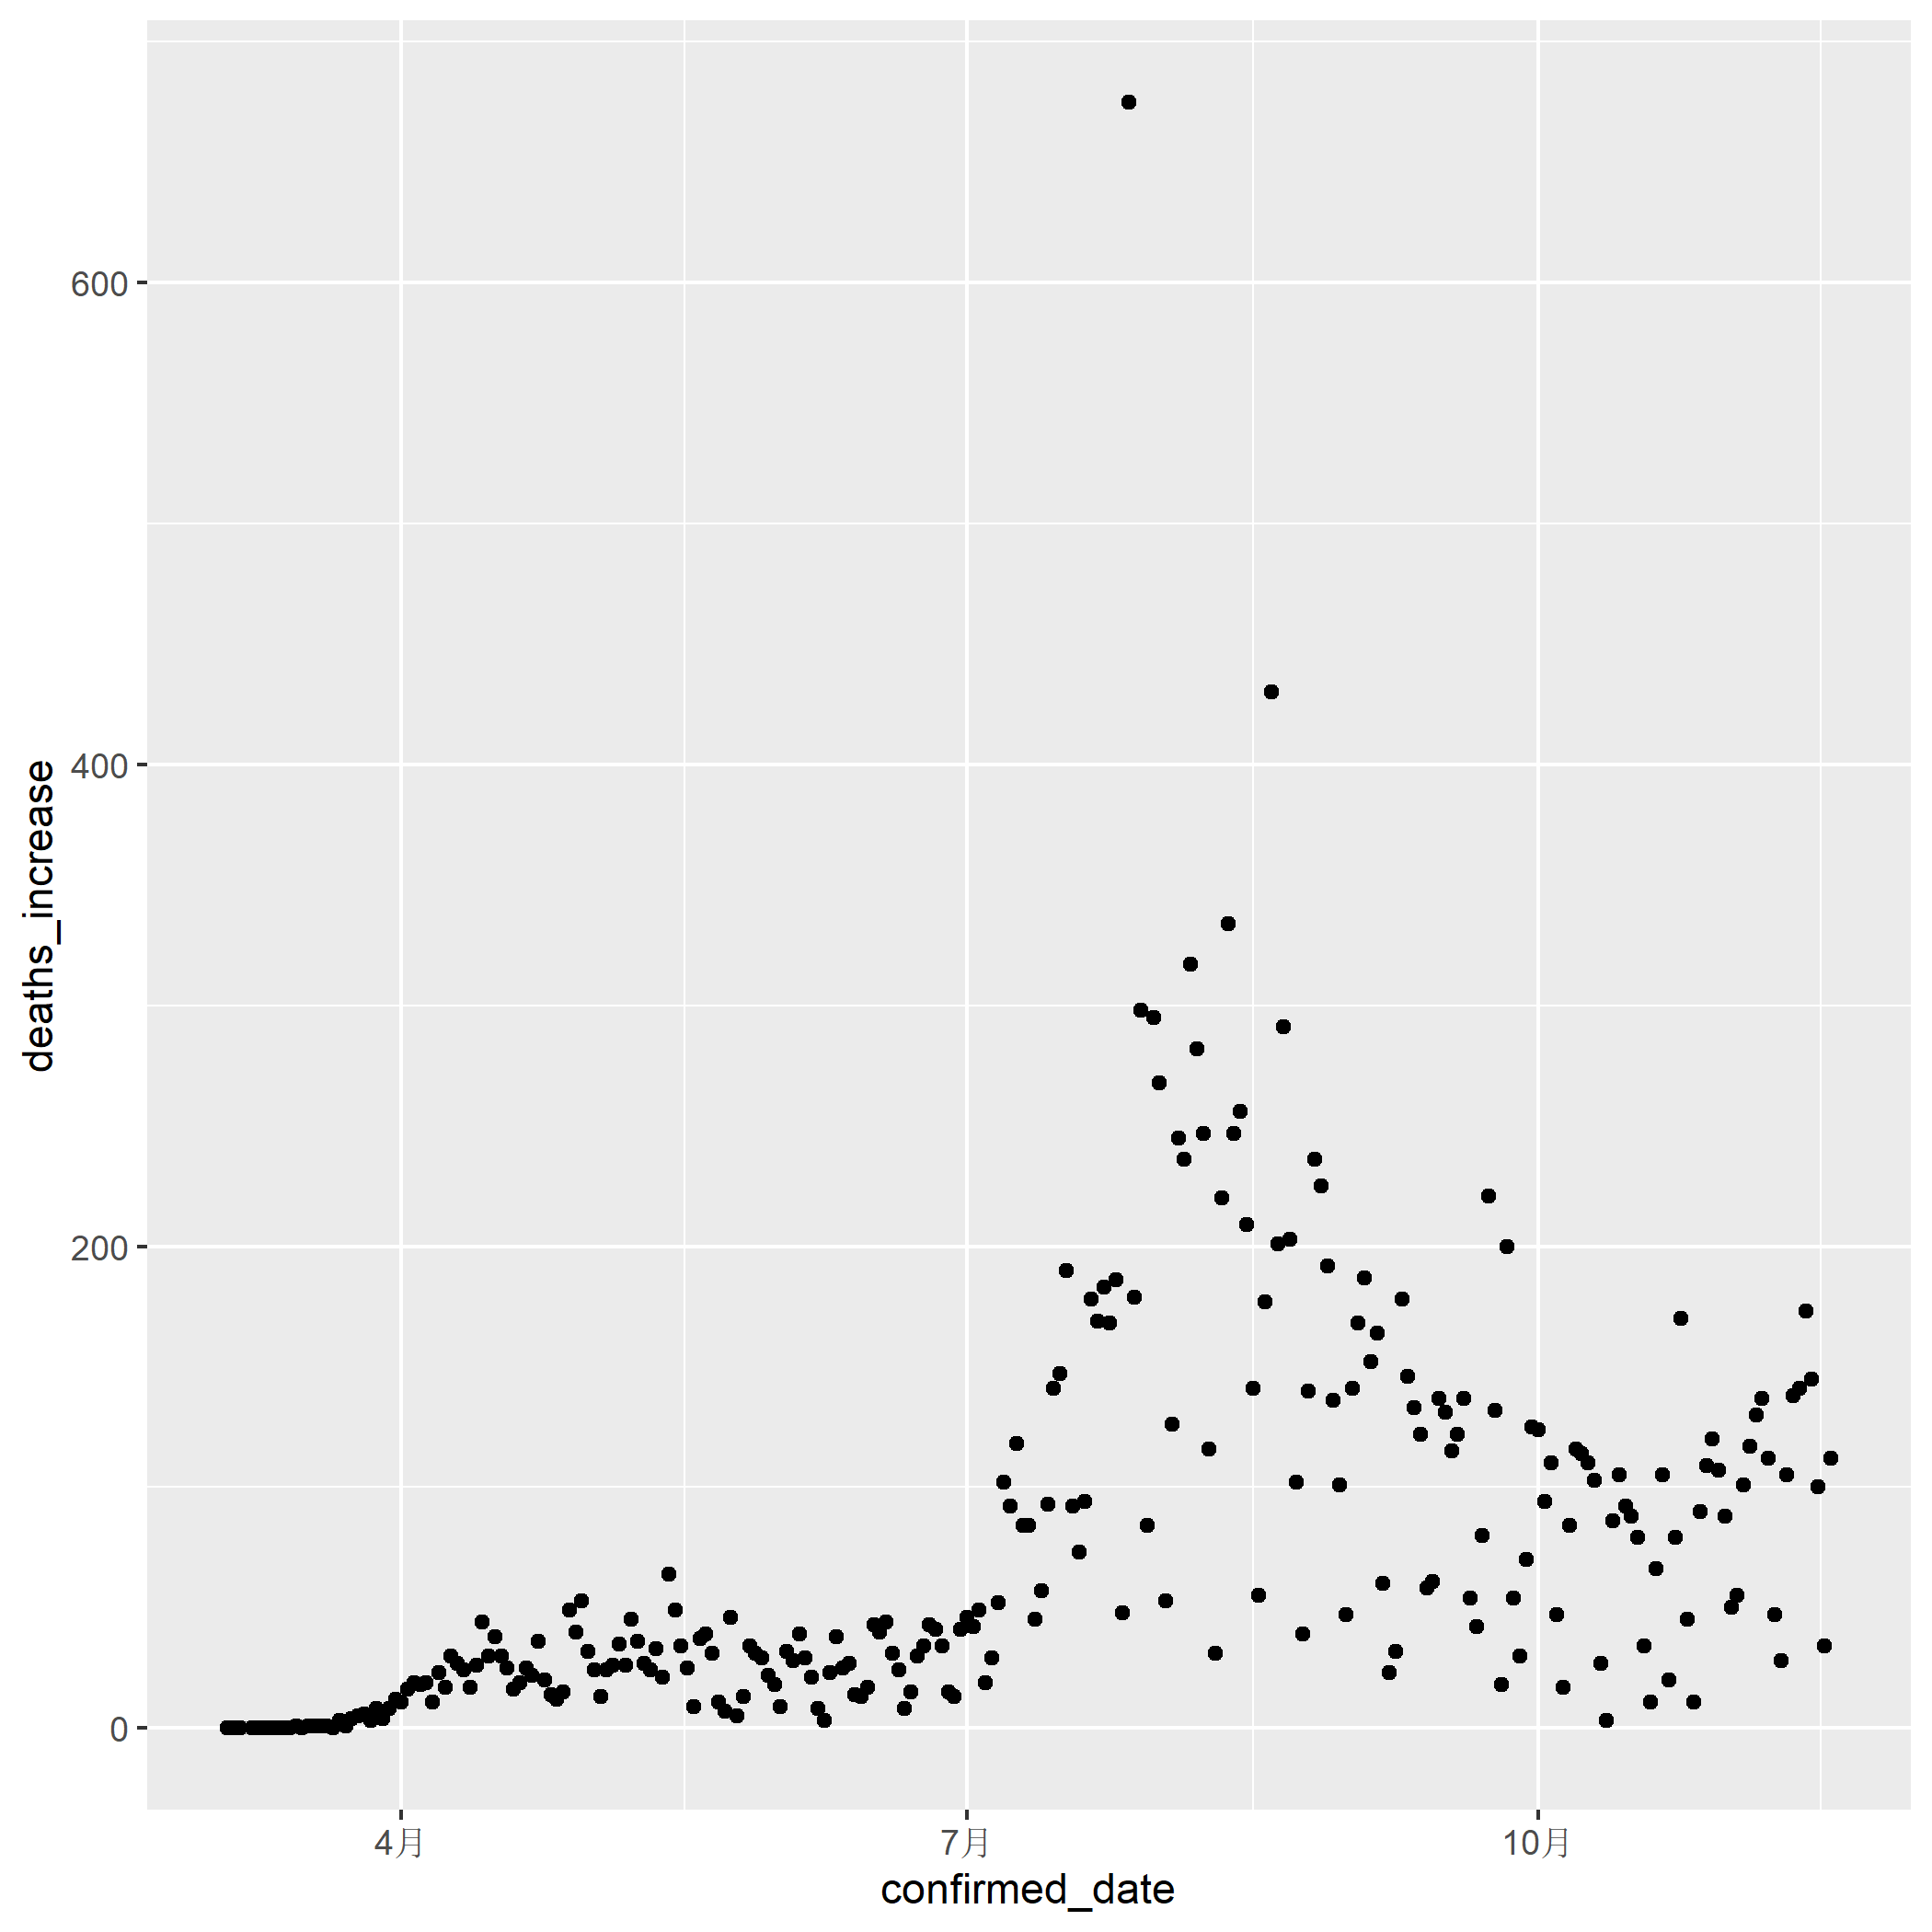 deaths_increase
600
400
200
0
4月
7月
10月
confirmed_date